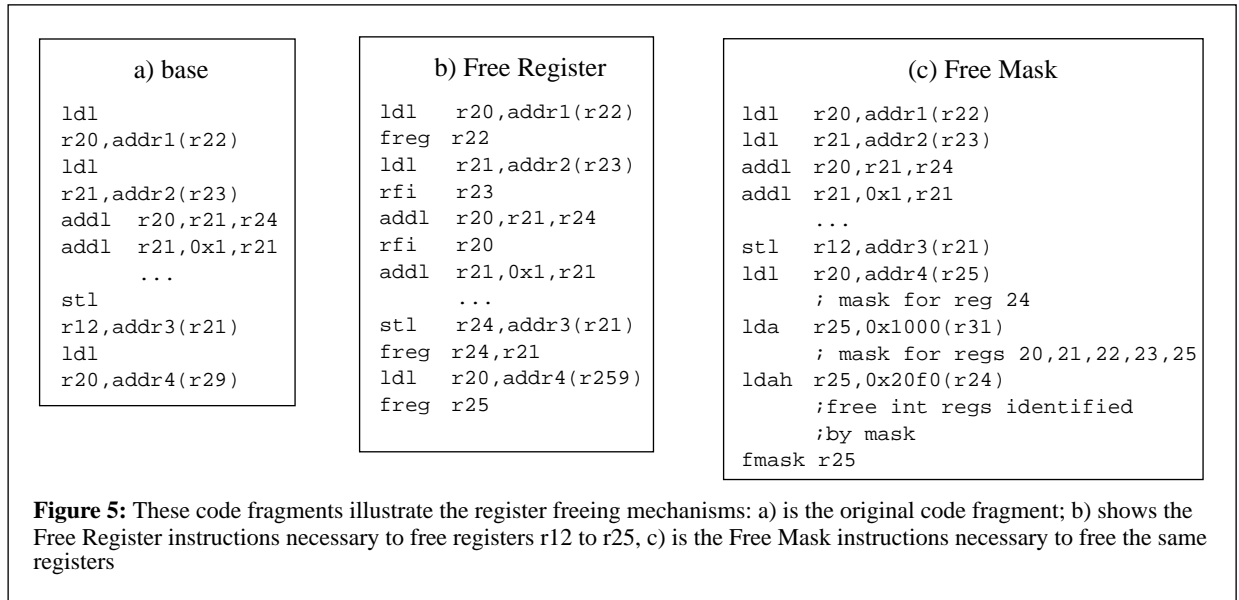 a) base
ldl
r20,addr1(r22)
ldl
r21,addr2(r23)
addl r20,r21,r24
addl r21,0x1,r21
...
stl
r12,addr3(r21)
ldl
r20,addr4(r29)
b) Free Register
ldl r20,addr1(r22)
freg r22
ldl r21,addr2(r23)
rfi r23
addl r20,r21,r24
rfi r20
addl r21,0x1,r21
...
stl r24,addr3(r21)
freg r24,r21
ldl r20,addr4(r259)
freg r25
(c) Free Mask
ldl r20,addr1(r22)
ldl r21,addr2(r23)
addl r20,r21,r24
addl r21,0x1,r21
...
stl r12,addr3(r21)
ldl r20,addr4(r25)
; mask for reg 24
lda r25,0x1000(r31)
; mask for regs 20,21,22,23,25
ldah r25,0x20f0(r24)
;free int regs identified
;by mask
fmask r25
Figure 5: These code fragments illustrate the register freeing mechanisms: a) is the original code fragment; b) shows the
Free Register instructions necessary to free registers r12 to r25, c) is the Free Mask instructions necessary to free the same
registers